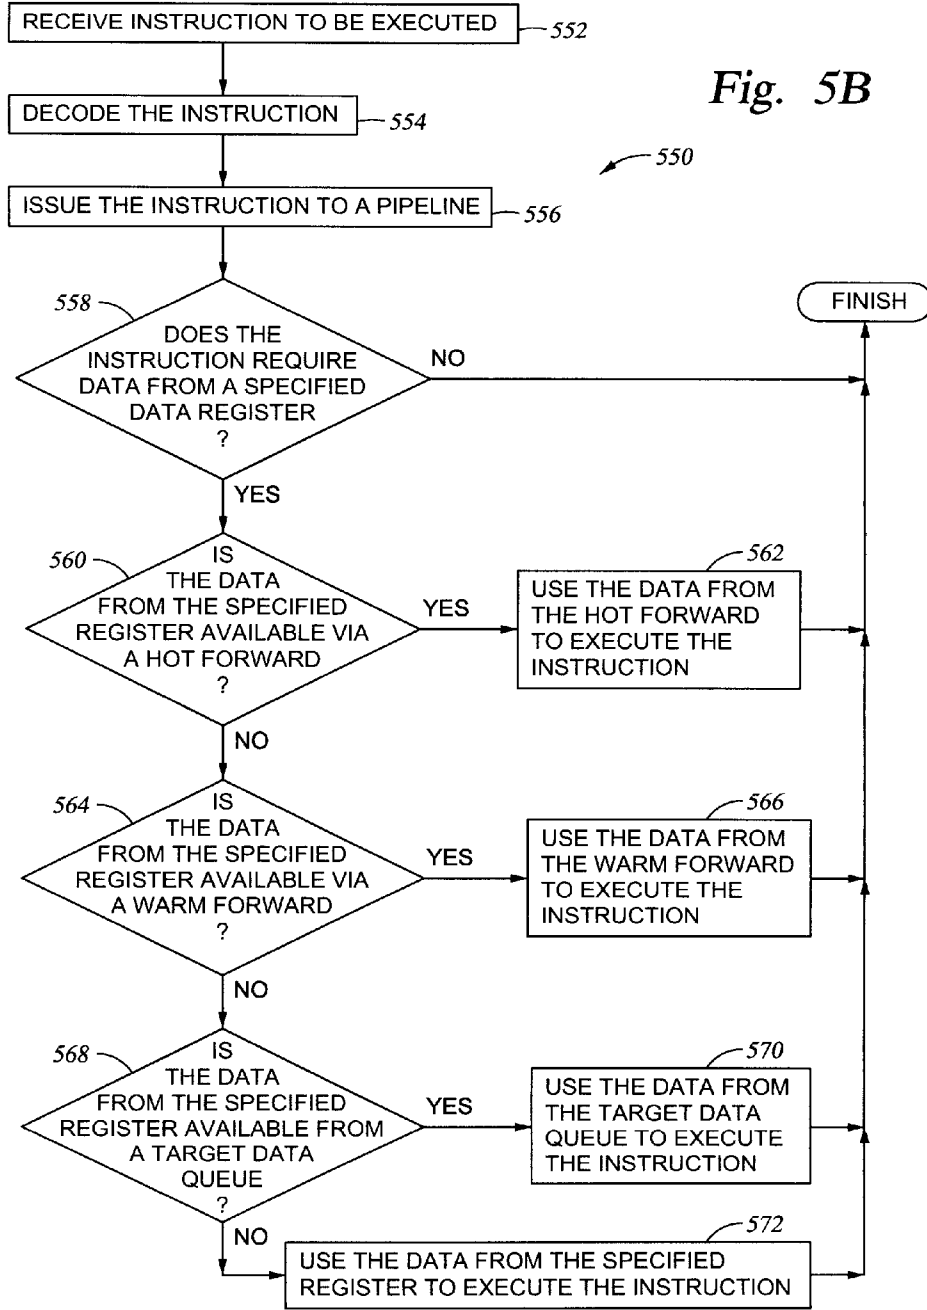 RECEIVE INSTRUCTION TO BE EXECUTED
552
Fig. 5B
DECODE THE INSTRUCTION
554
550
ISSUE THE INSTRUCTION TO A PIPELINE
556
558
DOES THE
INSTRUCTION REQUIRE
DATA FROM A SPECIFIED
DATA REGISTER
?
NO
FINISH
YES
560
IS
THE DATA
FROM THE SPECIFIED
REGISTER AVAILABLE VIA
A HOT FORWARD
?
YES
562
USE THE DATA FROM
THE HOT FORWARD
TO EXECUTE THE
INSTRUCTION
NO
564
IS
THE DATA
FROM THE SPECIFIED
REGISTER AVAILABLE VIA
A WARM FORWARD
?
YES
566
USE THE DATA FROM
THE WARM FORWARD
TO EXECUTE THE
INSTRUCTION
NO
568
IS
THE DATA
FROM THE SPECIFIED
REGISTER AVAILABLE FROM
A TARGET DATA
QUEUE
?
YES
570
USE THE DATA FROM
THE TARGET DATA
QUEUE TO EXECUTE
THE INSTRUCTION
NO
572
USE THE DATA FROM THE SPECIFIED
REGISTER TO EXECUTE THE INSTRUCTION